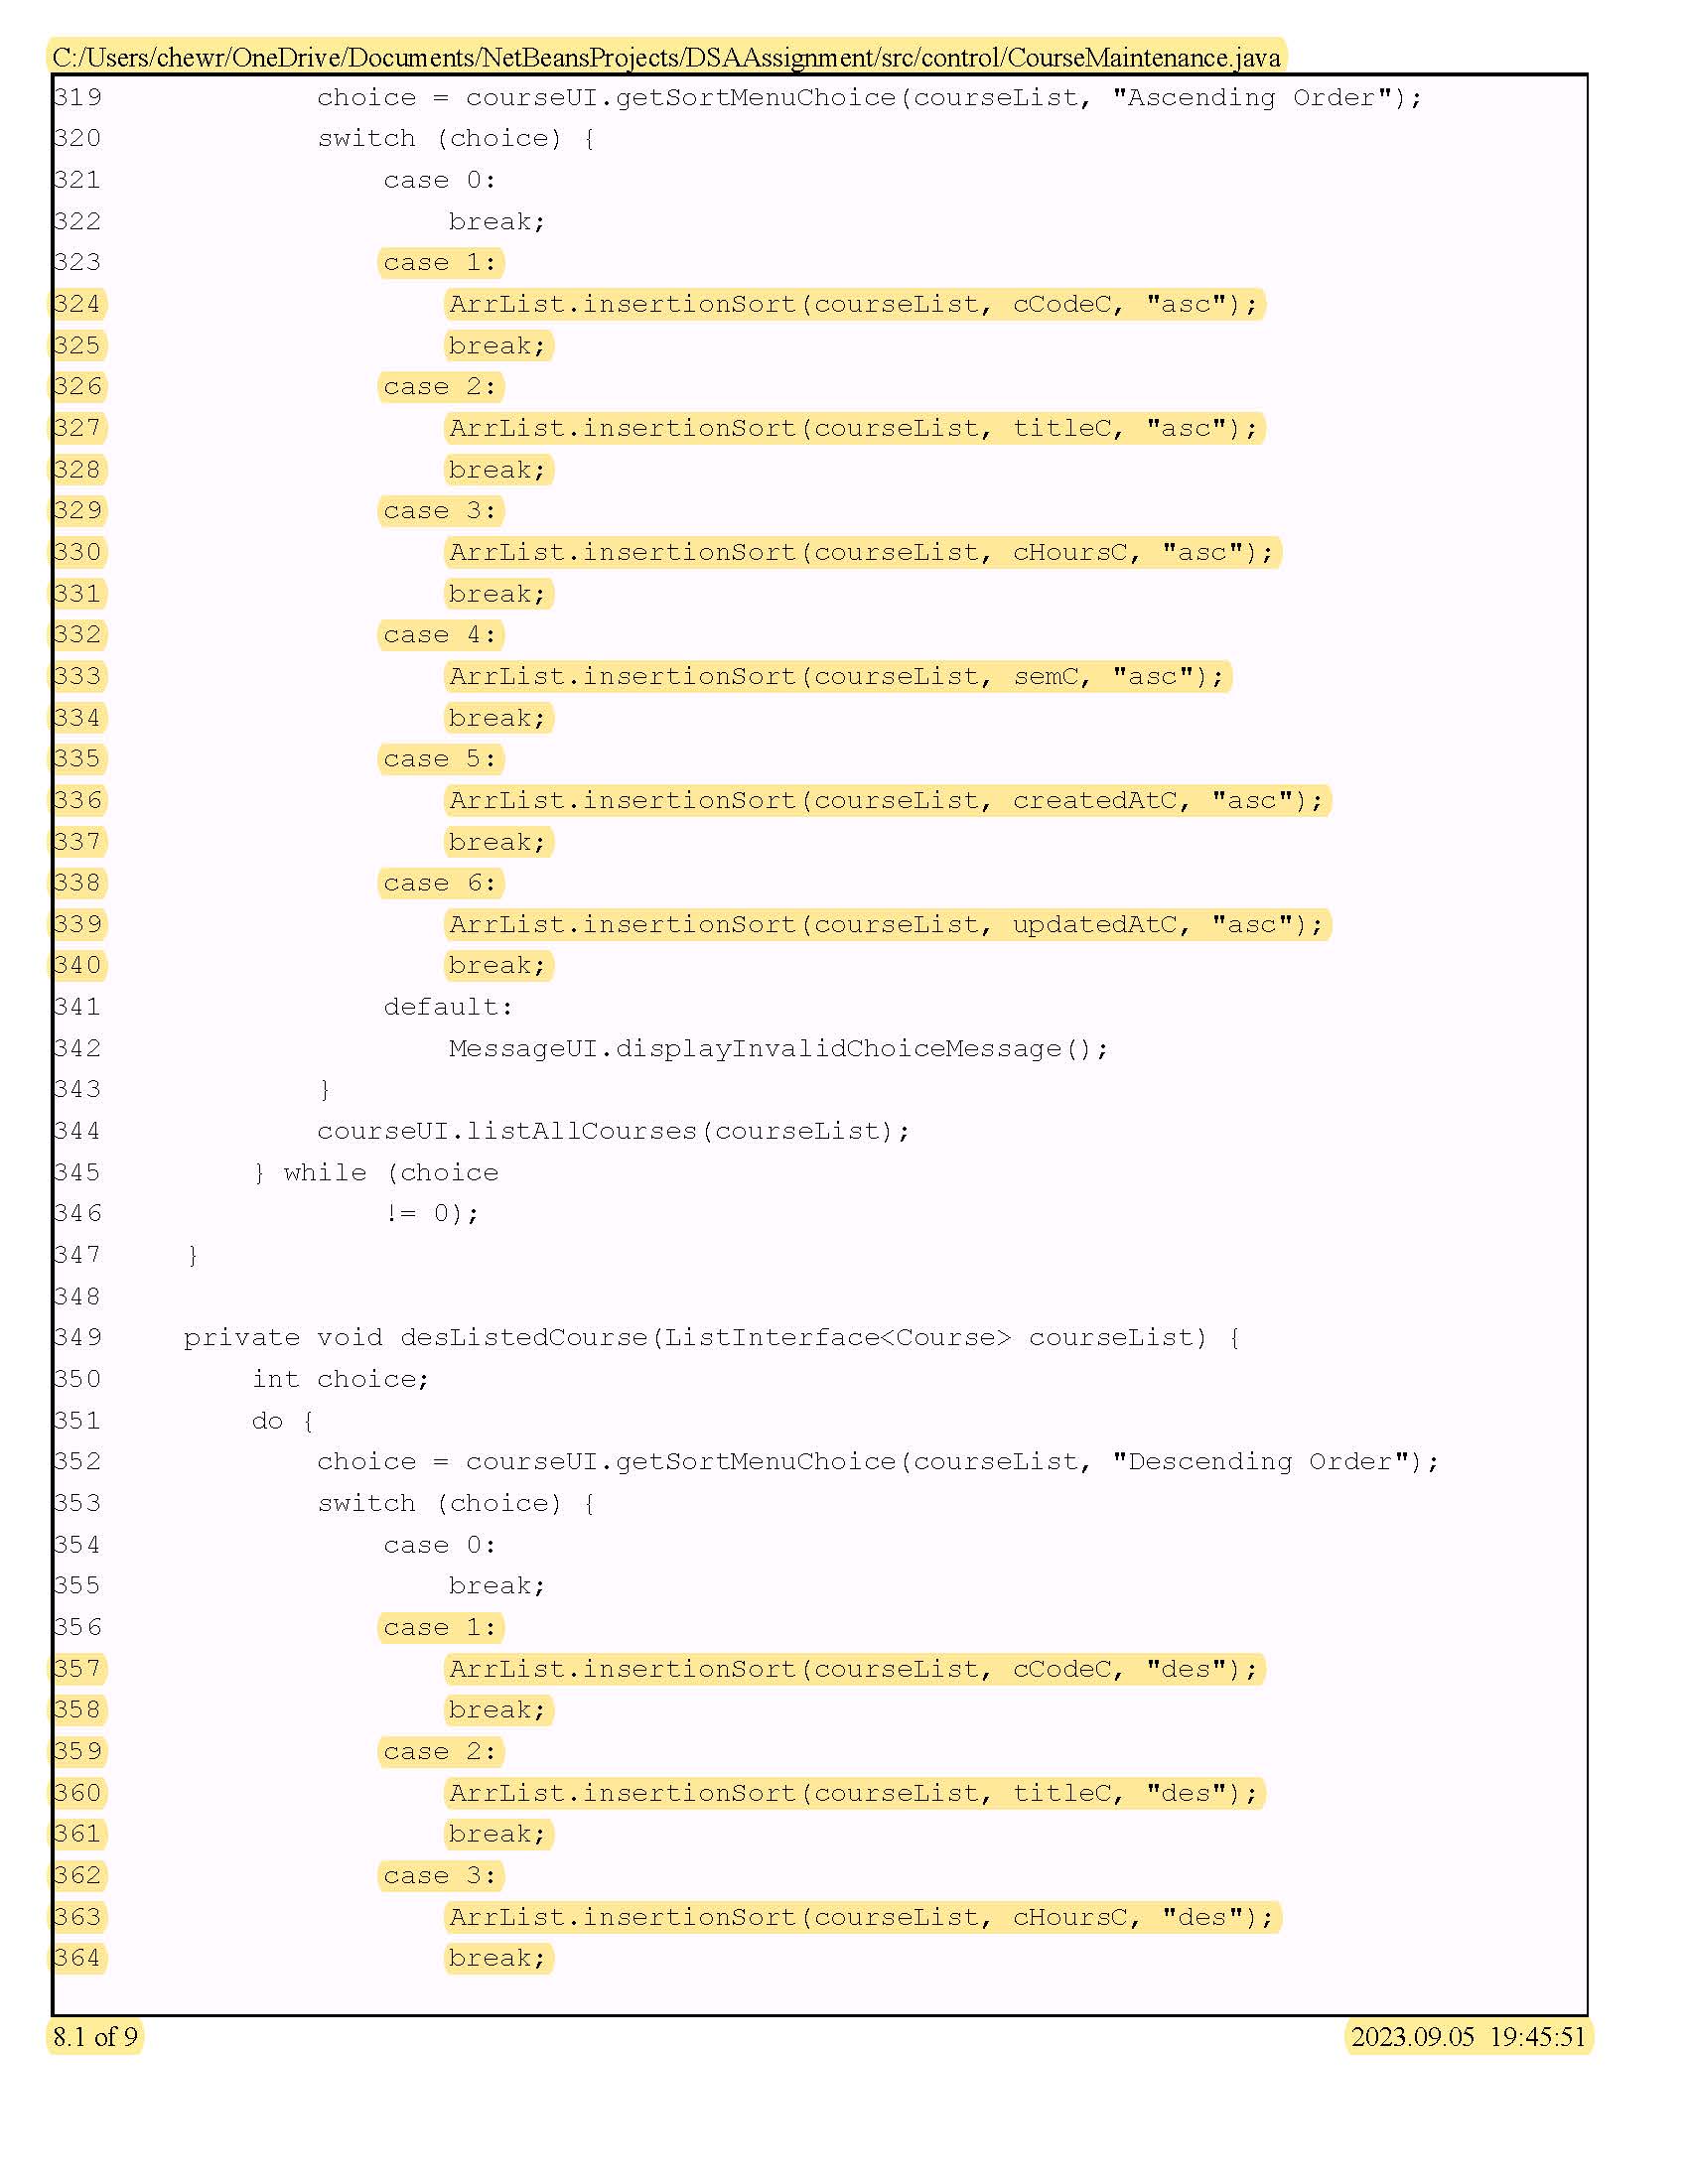 C:/Users/chewr/OneDrive/Documents/NetBeansProjects/DSAAssignment/src/control/CourseMaintenance.java
319             choice = courseUI.getSortMenuChoice(courseList, "Ascending Order");
320             switch (choice) {
321                 case 0:
322                     break;
323                 case 1:
324                     ArrList.insertionSort(courseList, cCodeC, "asc");
325                     break;
326                 case 2:
327                     ArrList.insertionSort(courseList, titleC, "asc");
328                     break;
329                 case 3:
330                     ArrList.insertionSort(courseList, cHoursC, "asc");
331                     break;
332                 case 4:
333                     ArrList.insertionSort(courseList, semC, "asc");
334                     break;
335                 case 5:
336                     ArrList.insertionSort(courseList, createdAtC, "asc");
337                     break;
338                 case 6:
339                     ArrList.insertionSort(courseList, updatedAtC, "asc");
340                     break;
341                 default:
342                     MessageUI.displayInvalidChoiceMessage();
343             }
344             courseUI.listAllCourses(courseList);
345         } while (choice
346                 != 0);
347     }
348
349     private void desListedCourse(ListInterface<Course> courseList) {
350         int choice;
351         do {
352             choice = courseUI.getSortMenuChoice(courseList, "Descending Order");
353             switch (choice) {
354                 case 0:
355                     break;
356                 case 1:
357                     ArrList.insertionSort(courseList, cCodeC, "des");
358                     break;
359                 case 2:
360                     ArrList.insertionSort(courseList, titleC, "des");
361                     break;
362                 case 3:
363                     ArrList.insertionSort(courseList, cHoursC, "des");
364                     break;
8.1 of 9 2023.09.05 19:45:51